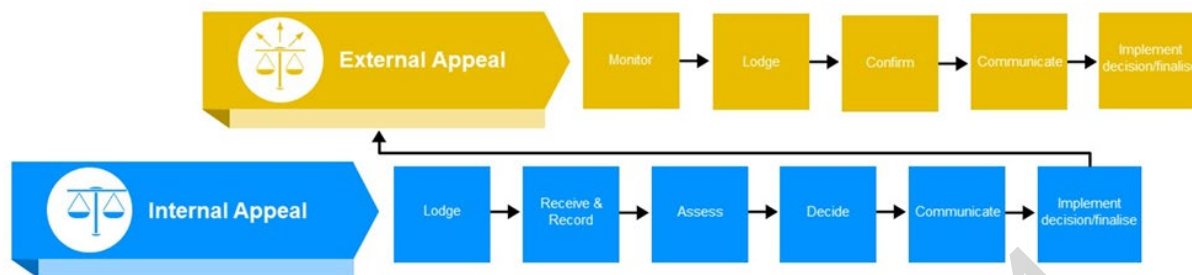 External Appeal
Monitor
Lodge
Confirm
Communicate
Implement
decision/finalise
Internal Appeal
Lodge
Receive &
Record
Assess
Decide
Communicate
Implement
decision/finalise